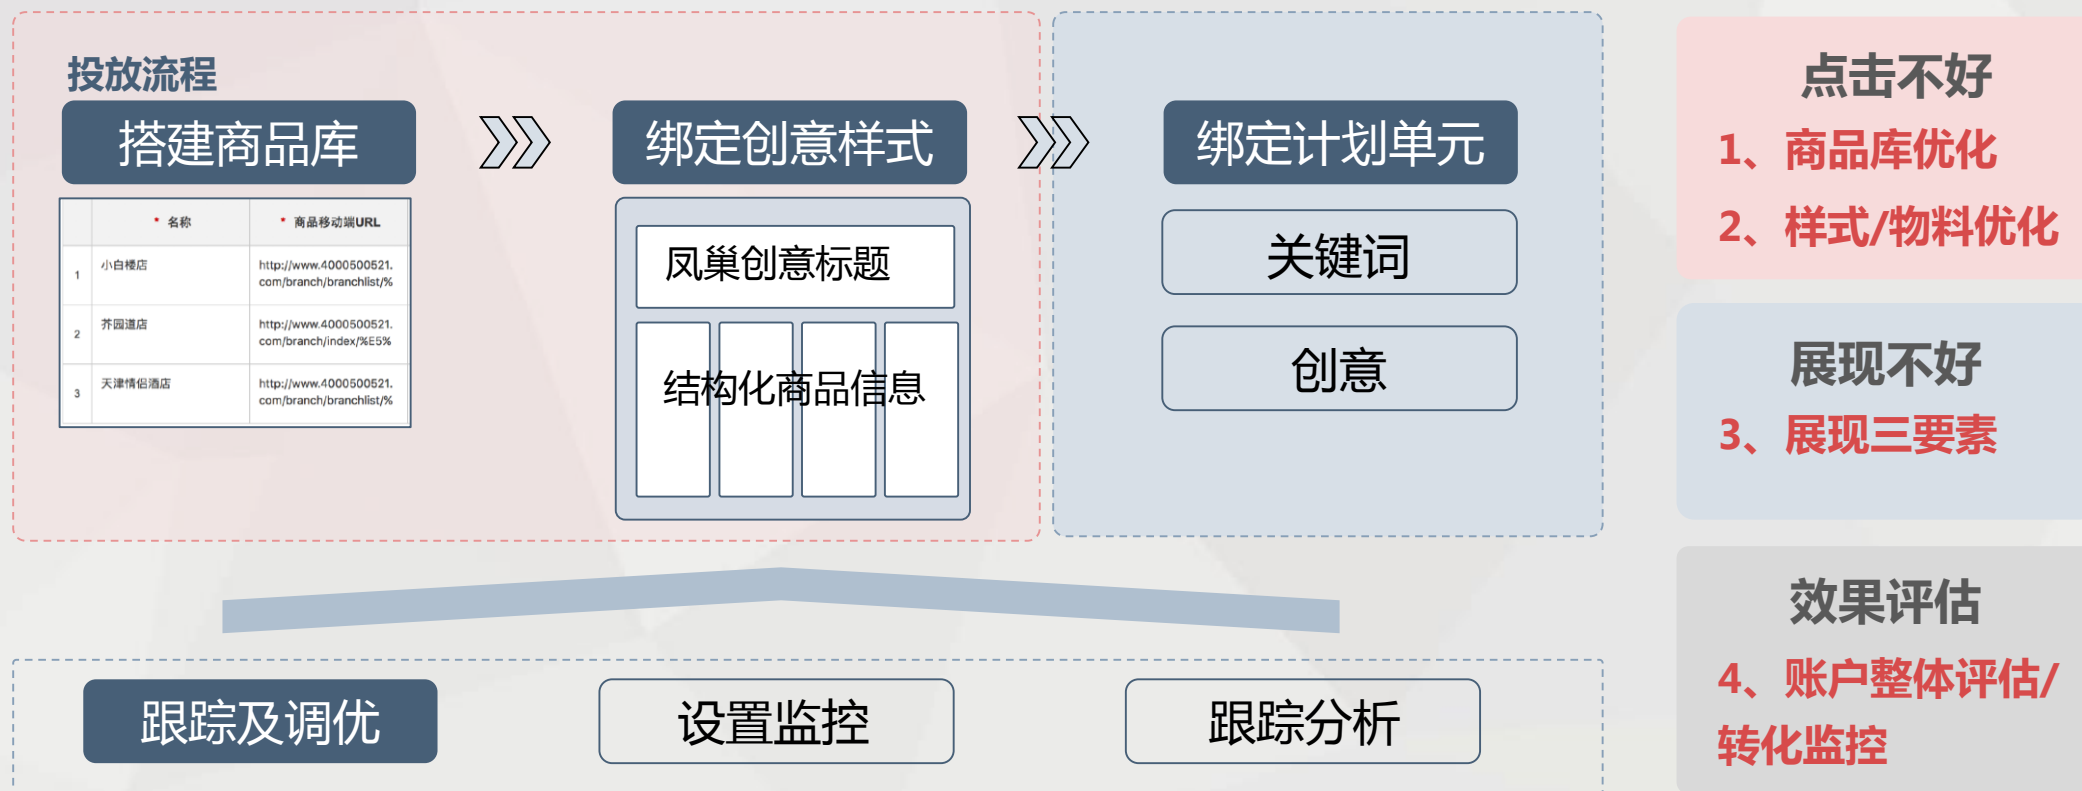 投放流程
搭建商品库
绑定创意样式
绑定计划单元
* 名称
* 商品移动端URL
1
小白楼店
http://www.4000500521.
com/branch/branchlist/%
2
芥园道店
http://www.4000500521.
com/branch/index/%E5%
3
天津情侣酒店
http://www.4000500521.
com/branch/branchlist/%
凤巢创意标题
结构化商品信息
关键词
创意
跟踪及调优
设置监控
跟踪分析
点击不好
1、商品库优化
2、样式/物料优化
展现不好
3、展现三要素
效果评估
4、账户整体评估/
转化监控